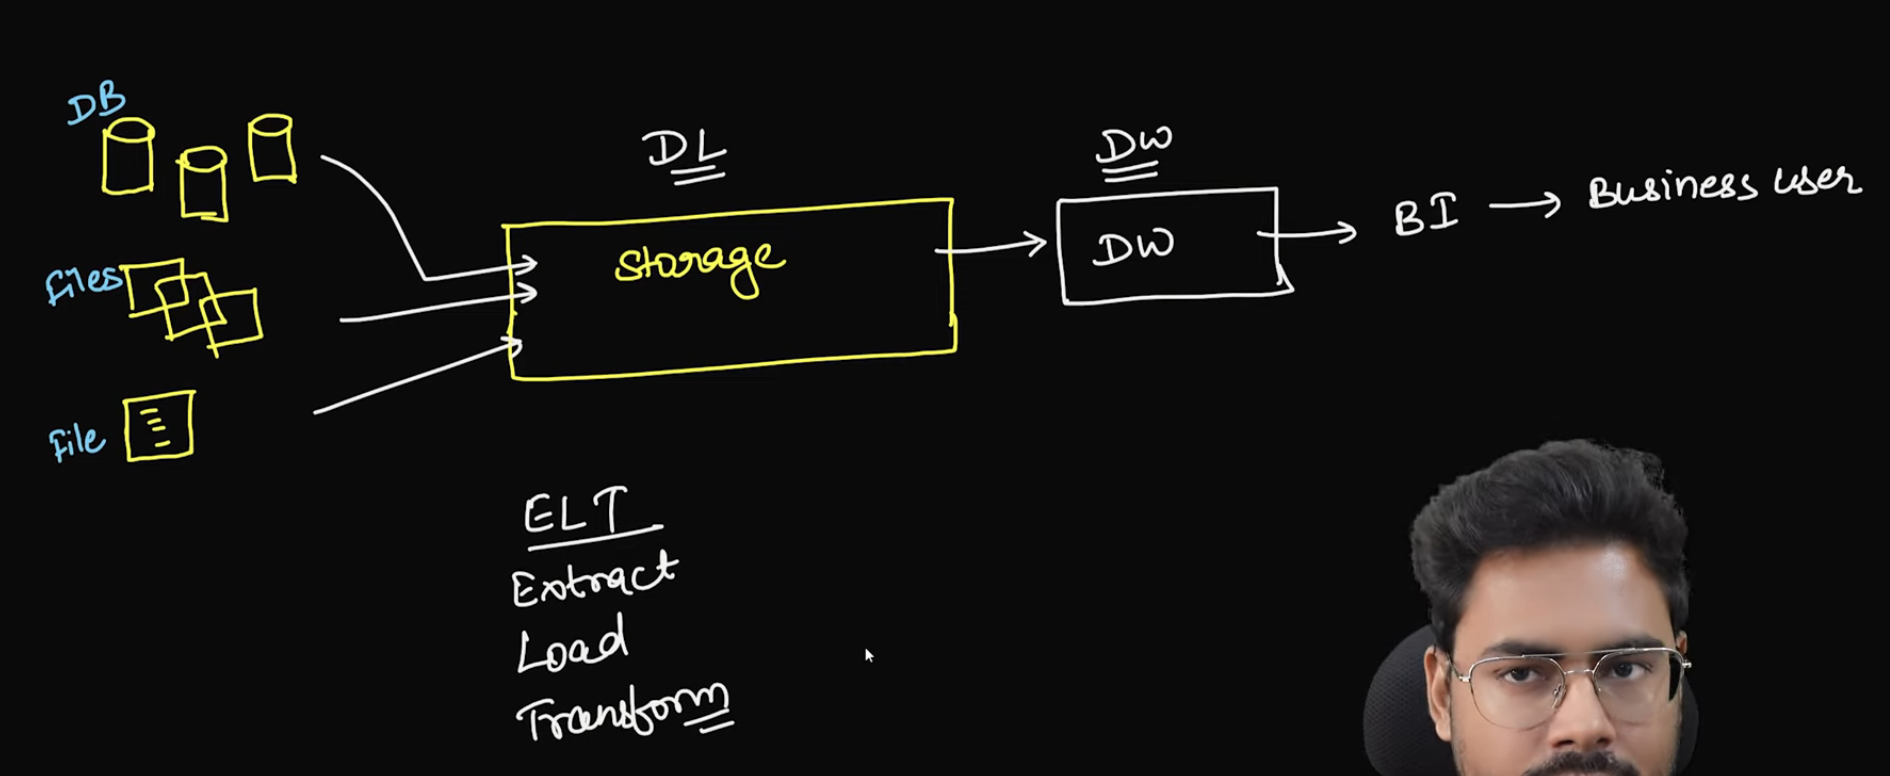 DB
files
file
DL
Storage
DW
DW
BI
Business user
ELT
Extract
Load
Transform